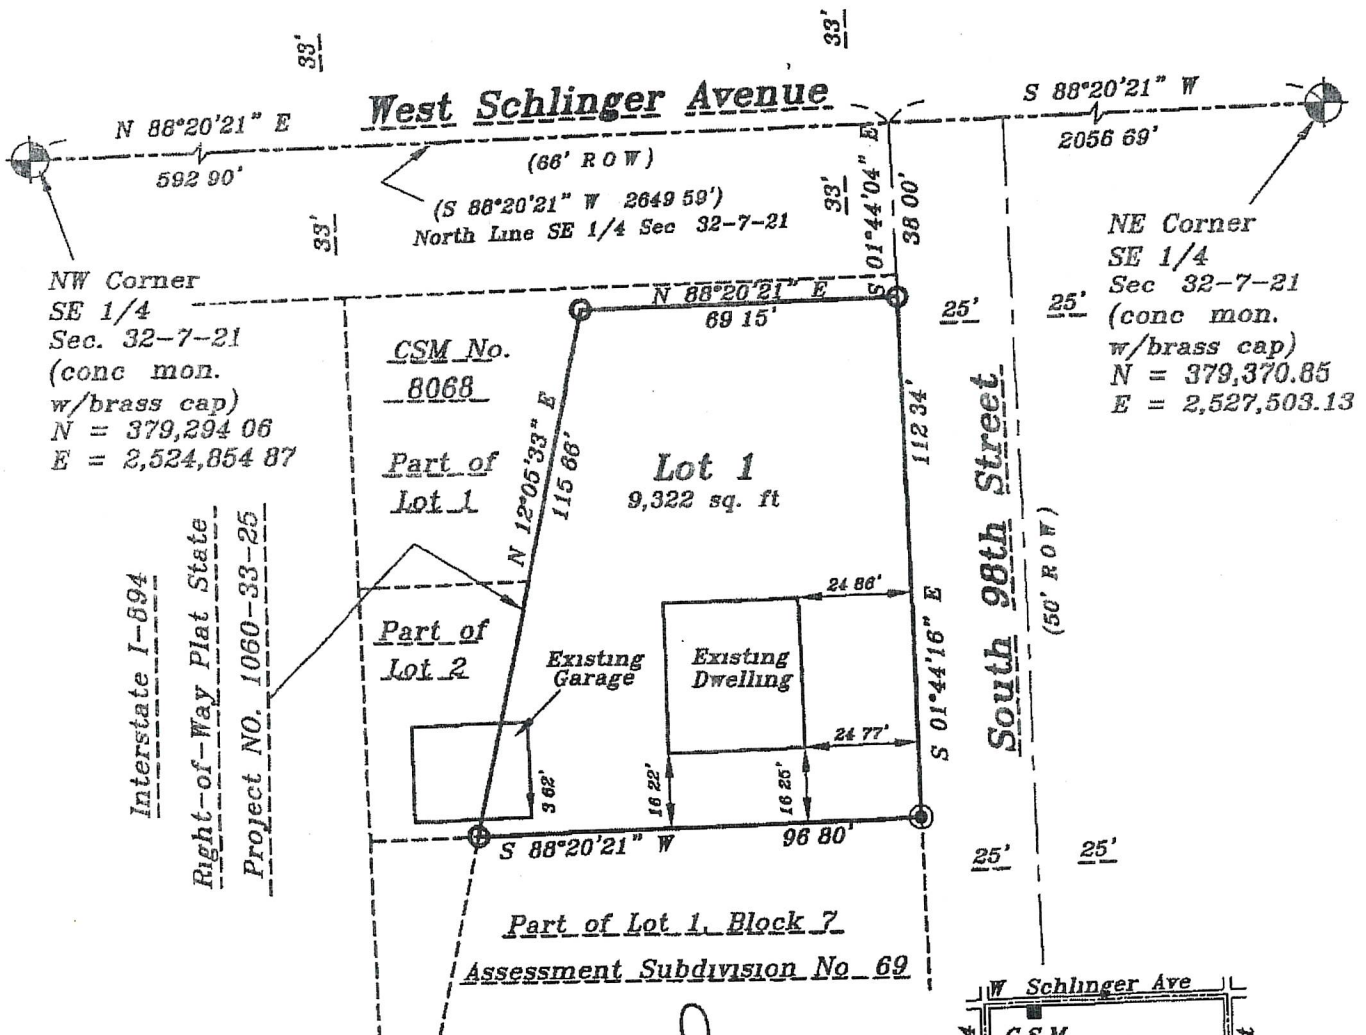 33'
33'
West Schlinger Avenue
N 88°20'21" E
592 90'
(66' ROW)
S 88°20'21" W
2056 69'
(S 88°20'21" W 2649 59')
North Line SE 1/4 Sec 32-7-21
33'
33'
S 01°44'04" E
38 00'
NW Corner
SE 1/4
Sec. 32-7-21
(conc mon.
w/brass cap)
N = 379,294 06
E = 2,524,854 87
NE Corner
SE 1/4
Sec 32-7-21
(conc mon.
w/brass cap)
N = 379,370.85
E = 2,527,503.13
N 88°20'21" E
69 15'
25'
25'
CSM No.
8068
Part of
Lot 1
N 12°05'33" E
115 66'
Lot 1
9,322 sq. ft
112 34'
S 01°44'16" E
South 98th Street
(50' ROW)
Interstate I-894
Right-of-Way Plat State
Project NO. 1060-33-25
Part of
Lot 2
Existing
Garage
Existing
Dwelling
24 86'
24 77'
3 62'
16 22'
16 25'
S 88°20'21" W
96 80'
25'
25'
Part of Lot 1, Block 7
Assessment Subdivision No 69
W Schlinger Ave
C S M